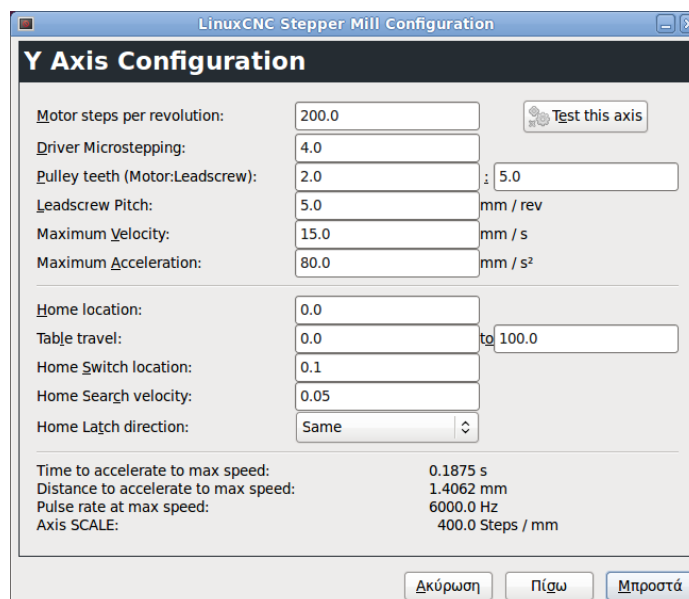 LinuxCNC Stepper Mill Configuration
Y Axis Configuration
Motor steps per revolution: 200.0 Test this axis
Driver Microstepping: 4.0
Pulley teeth (Motor:Leadscrew): 2.0 : 5.0
Leadscrew Pitch: 5.0 mm / rev
Maximum Velocity: 15.0 mm / s
Maximum Acceleration: 80.0 mm / s²
Home location: 0.0
Table travel: 0.0 to 100.0
Home Switch location: 0.1
Home Search velocity: 0.05
Home Latch direction: Same
Time to accelerate to max speed: 0.1875 s
Distance to accelerate to max speed: 1.4062 mm
Pulse rate at max speed: 6000.0 Hz
Axis SCALE: 400.0 Steps / mm
Ακύρωση Πίσω Μπροστά